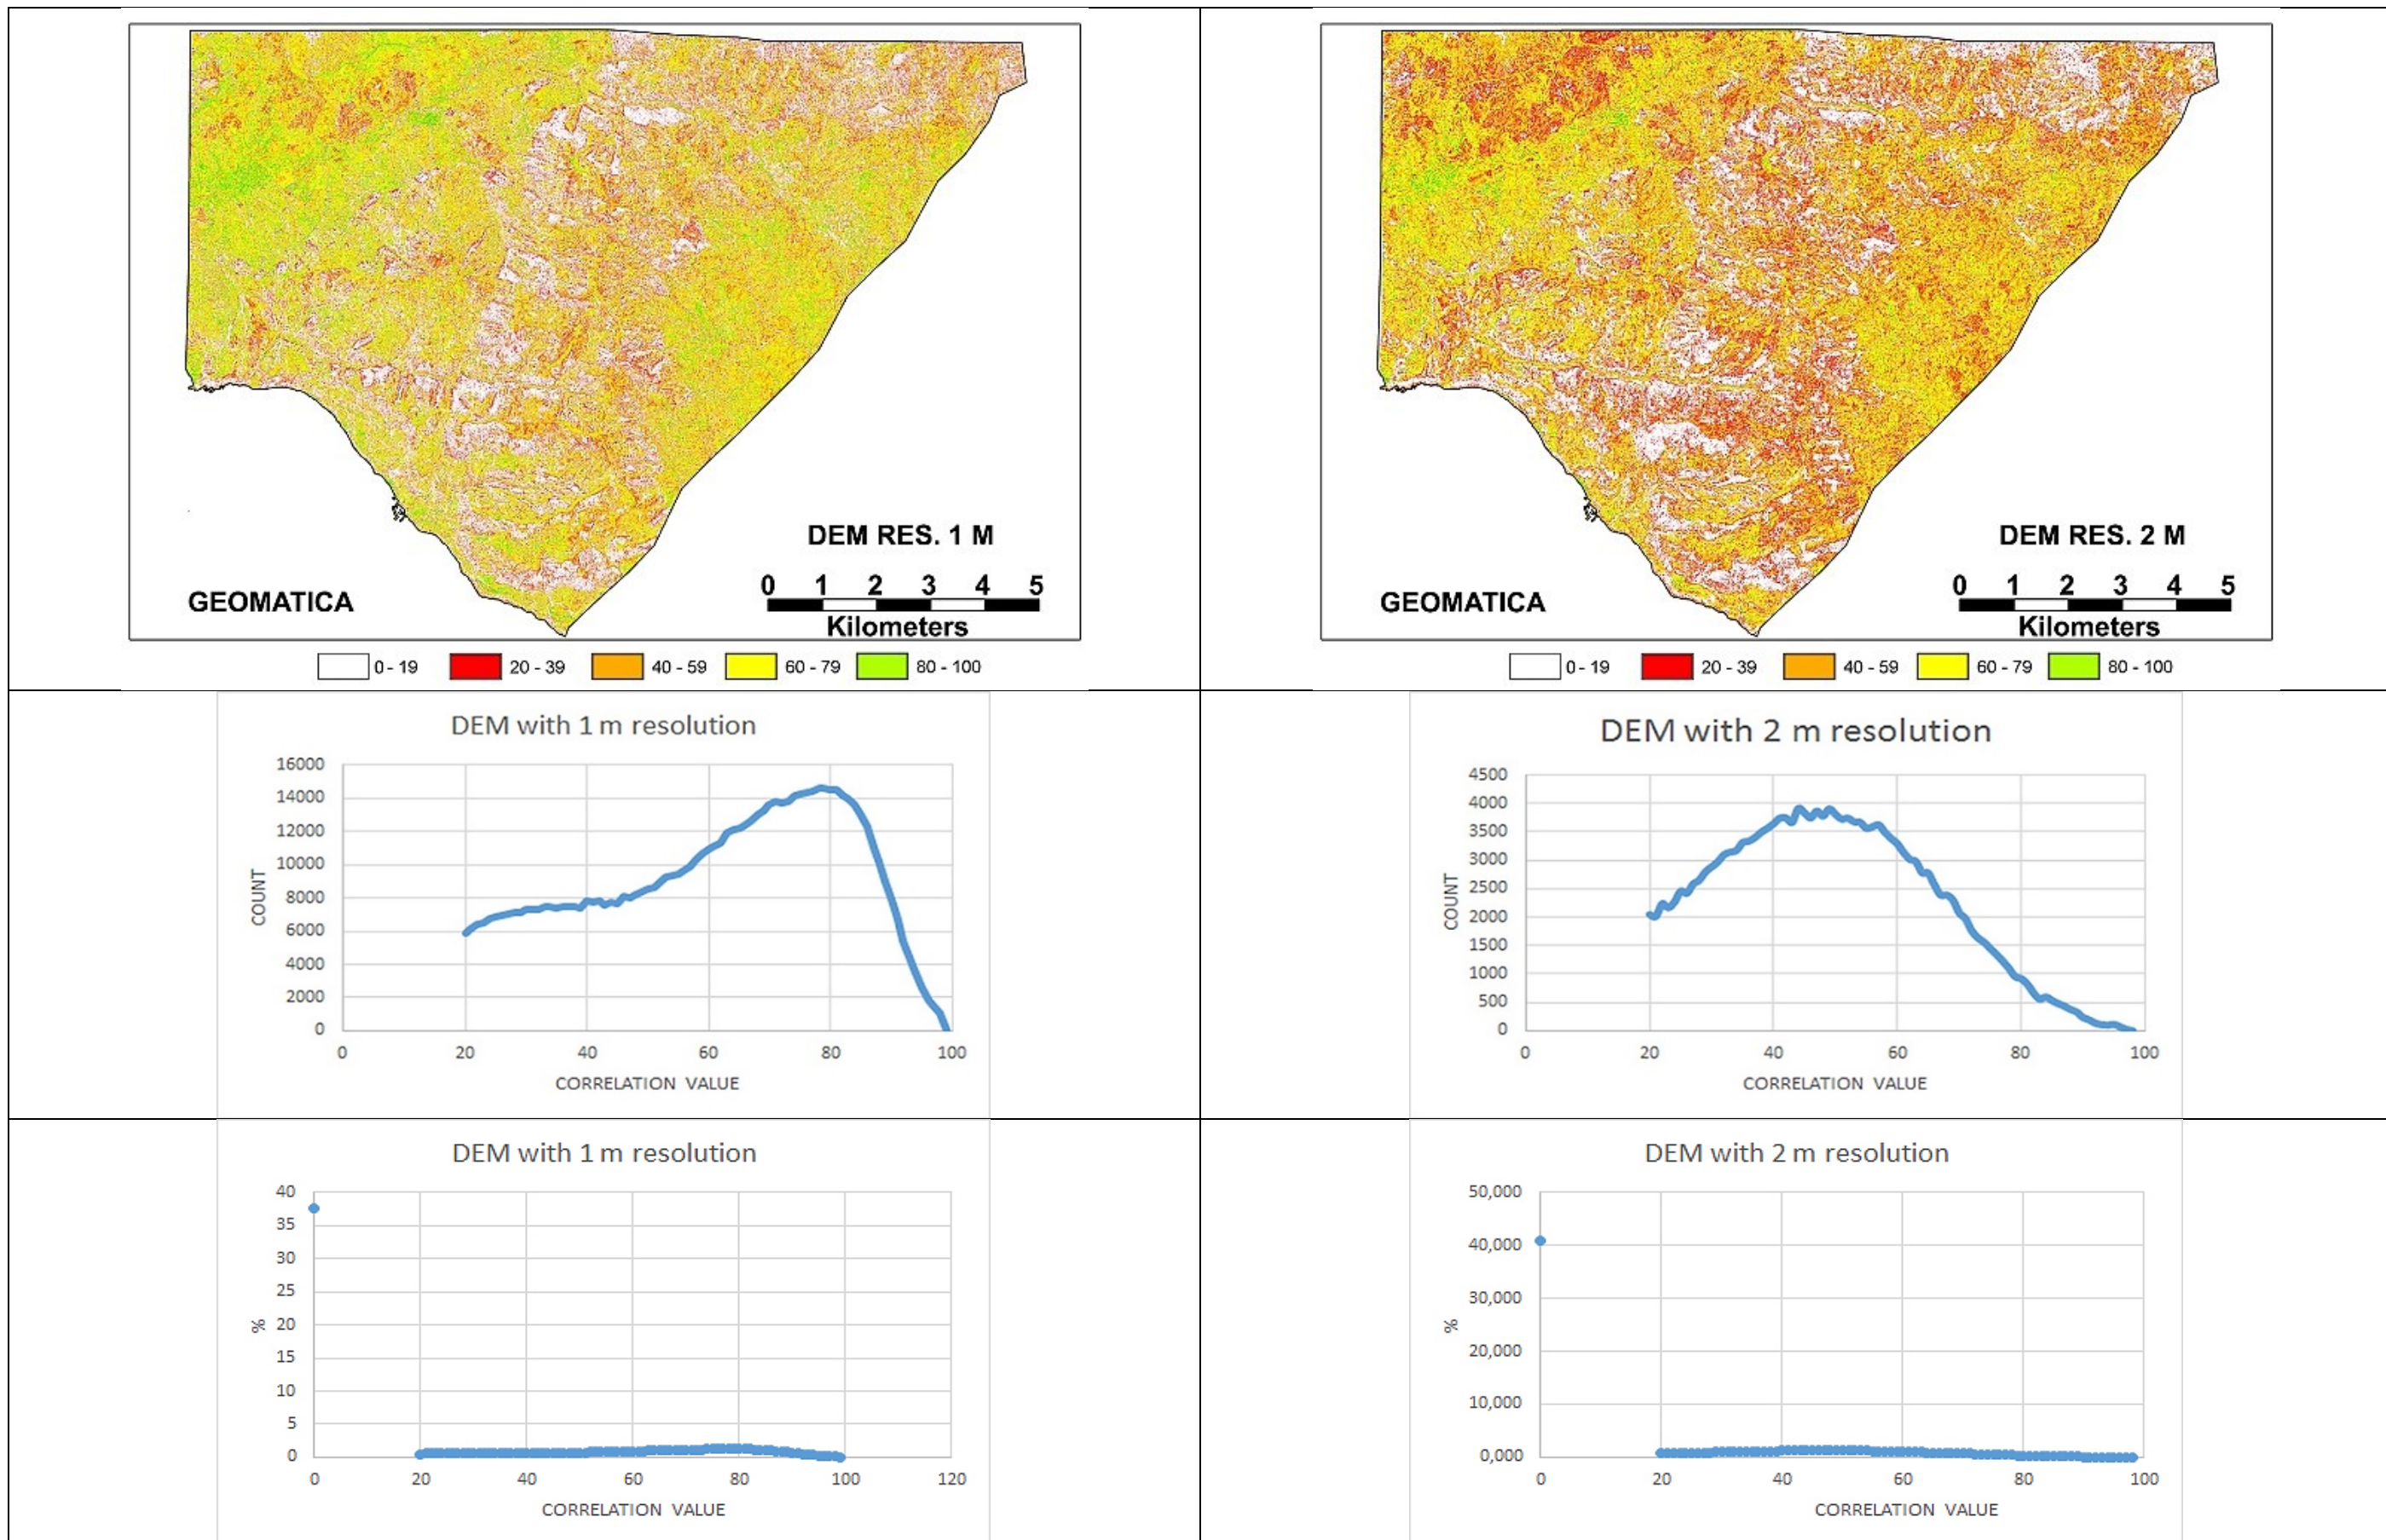 DEM RES. 1 M
0 1 2 3 4 5
GEOMATICA
Kilometers
0 - 19 20 - 39 40 - 59 60 - 79 80 - 100
DEM RES. 2 M
0 1 2 3 4 5
GEOMATICA
Kilometers
0 - 19 20 - 39 40 - 59 60 - 79 80 - 100
DEM with 1 m resolution
16000
14000
12000
10000
8000
6000
4000
2000
0
COUNT
0 20 40 60 80 100
CORRELATION VALUE
DEM with 2 m resolution
4500
4000
3500
3000
2500
2000
1500
1000
500
0
COUNT
0 20 40 60 80 100
CORRELATION VALUE
DEM with 1 m resolution
40
35
30
25
20
15
10
5
0
%
0 20 40 60 80 100 120
CORRELATION VALUE
DEM with 2 m resolution
50,000
40,000
30,000
20,000
10,000
0,000
%
0 20 40 60 80 100
CORRELATION VALUE